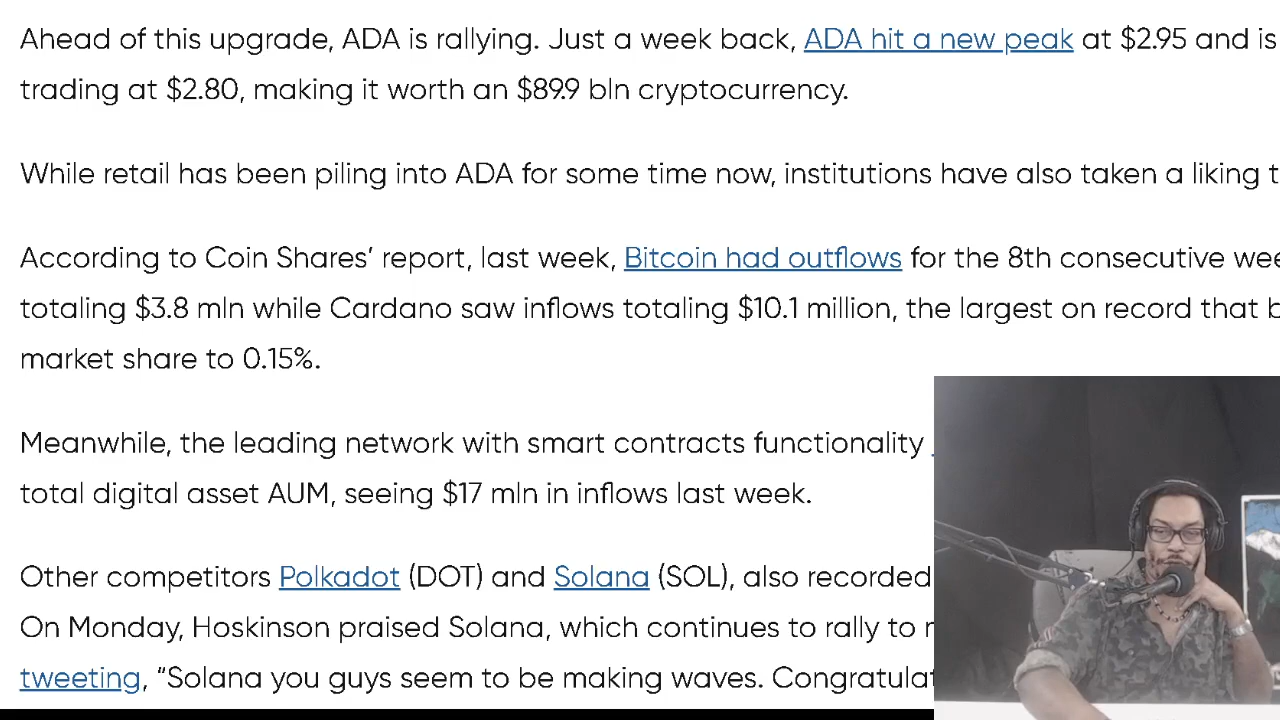 Ahead of this upgrade, ADA is rallying. Just a week back, ADA hit a new peak at $2.95 and is
trading at $2.80, making it worth an $89.9 bln cryptocurrency.
While retail has been piling into ADA for some time now, institutions have also taken a liking t
According to Coin Shares’ report, last week, Bitcoin had outflows for the 8th consecutive wee
totaling $3.8 mln while Cardano saw inflows totaling $10.1 million, the largest on record that b
market share to 0.15%.
Meanwhile, the leading network with smart contracts functionality
total digital asset AUM, seeing $17 mln in inflows last week.
Other competitors Polkadot (DOT) and Solana (SOL), also recorded
On Monday, Hoskinson praised Solana, which continues to rally to
tweeting, “Solana you guys seem to be making waves. Congratulat